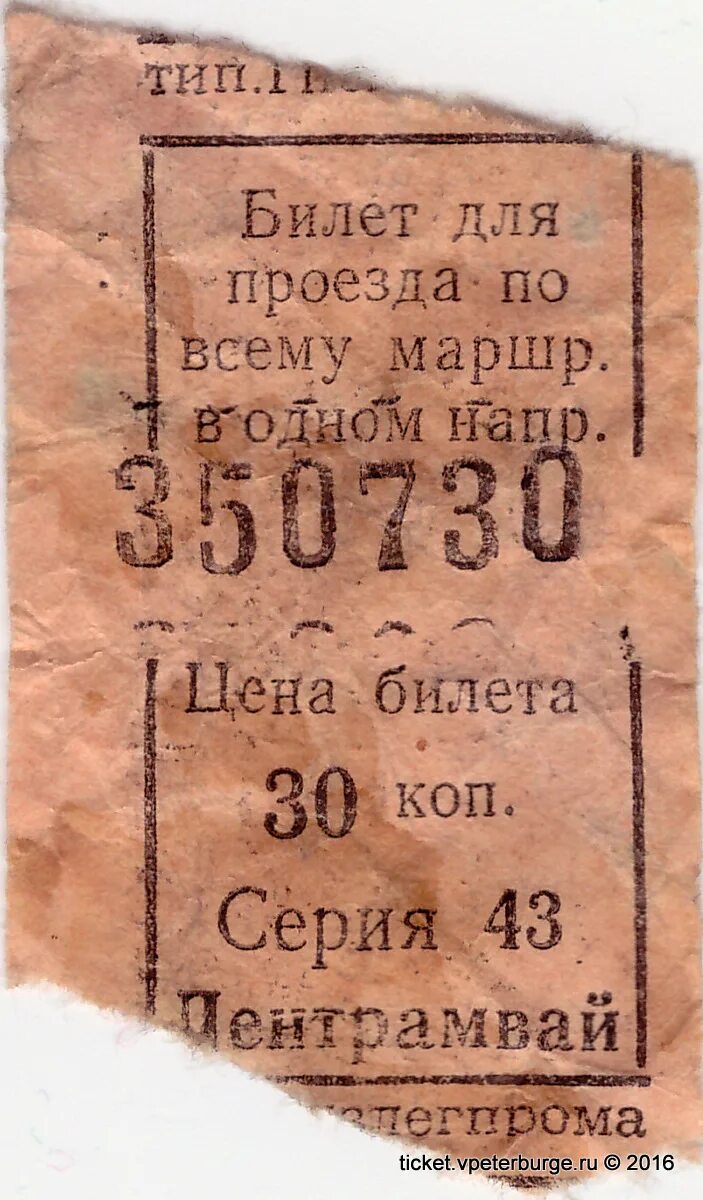 тип.
Билет для
проезда по
всему маршр.
в одном напр.
350730
Цена билета
30 коп.
Серия 43
Лентрамвай
ticket.vpeterburge.ru © 2016